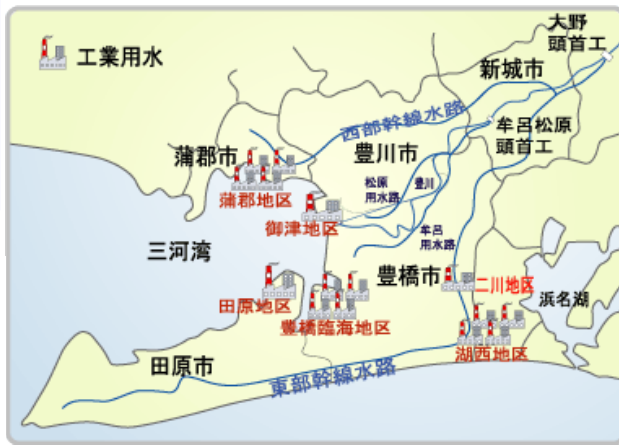 工業用水
大野
頭首工
新城市
牟呂松原
頭首工
西部幹線水路
蒲郡市
豊川市
蒲郡地区
松原
用水路
豊川
御津地区
牟呂
用水路
三河湾
豊橋市
田原地区
二川地区
豊橋臨海地区
浜名湖
湖西地区
田原市
東部幹線水路